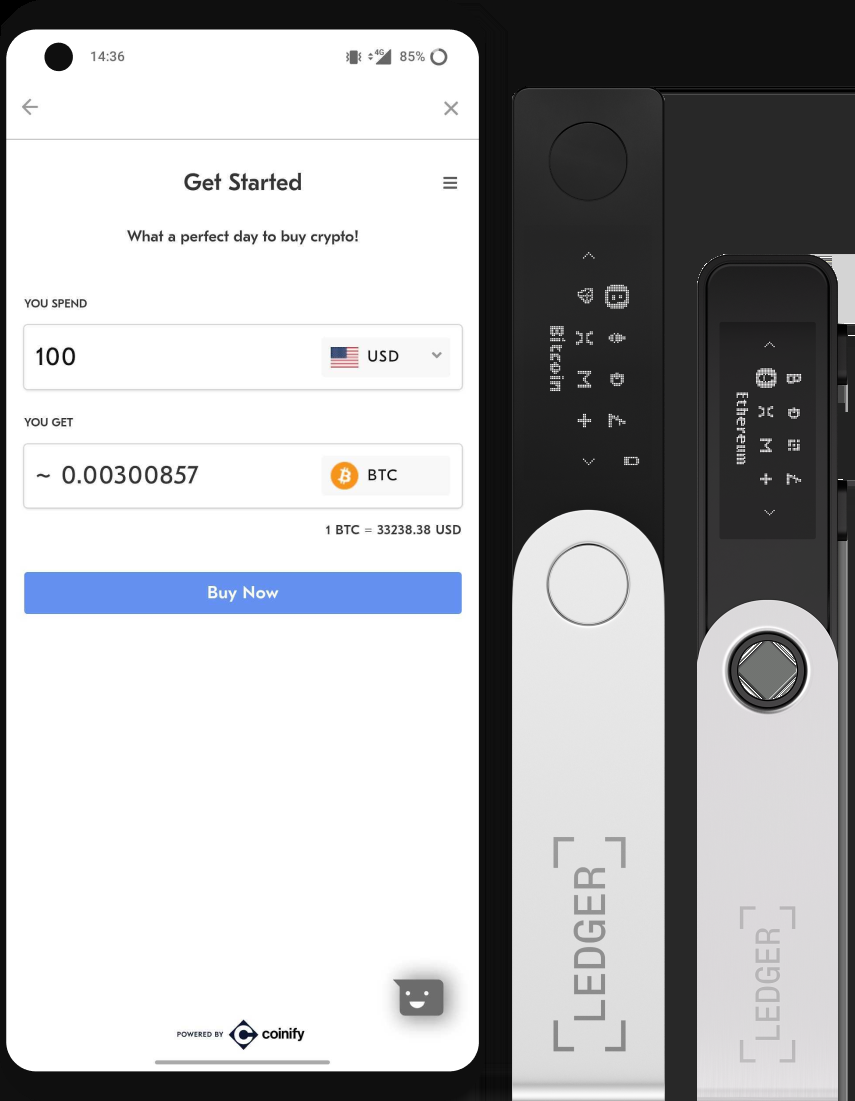 14:36
4G
85%
Get Started
What a perfect day to buy crypto!
YOU SPEND
100
USD
YOU GET
~ 0.00300857
BTC
1 BTC = 33238.38 USD
Buy Now
POWERED BY coinify
Bitcoin
LEDGER
Ethereum
LEDGER